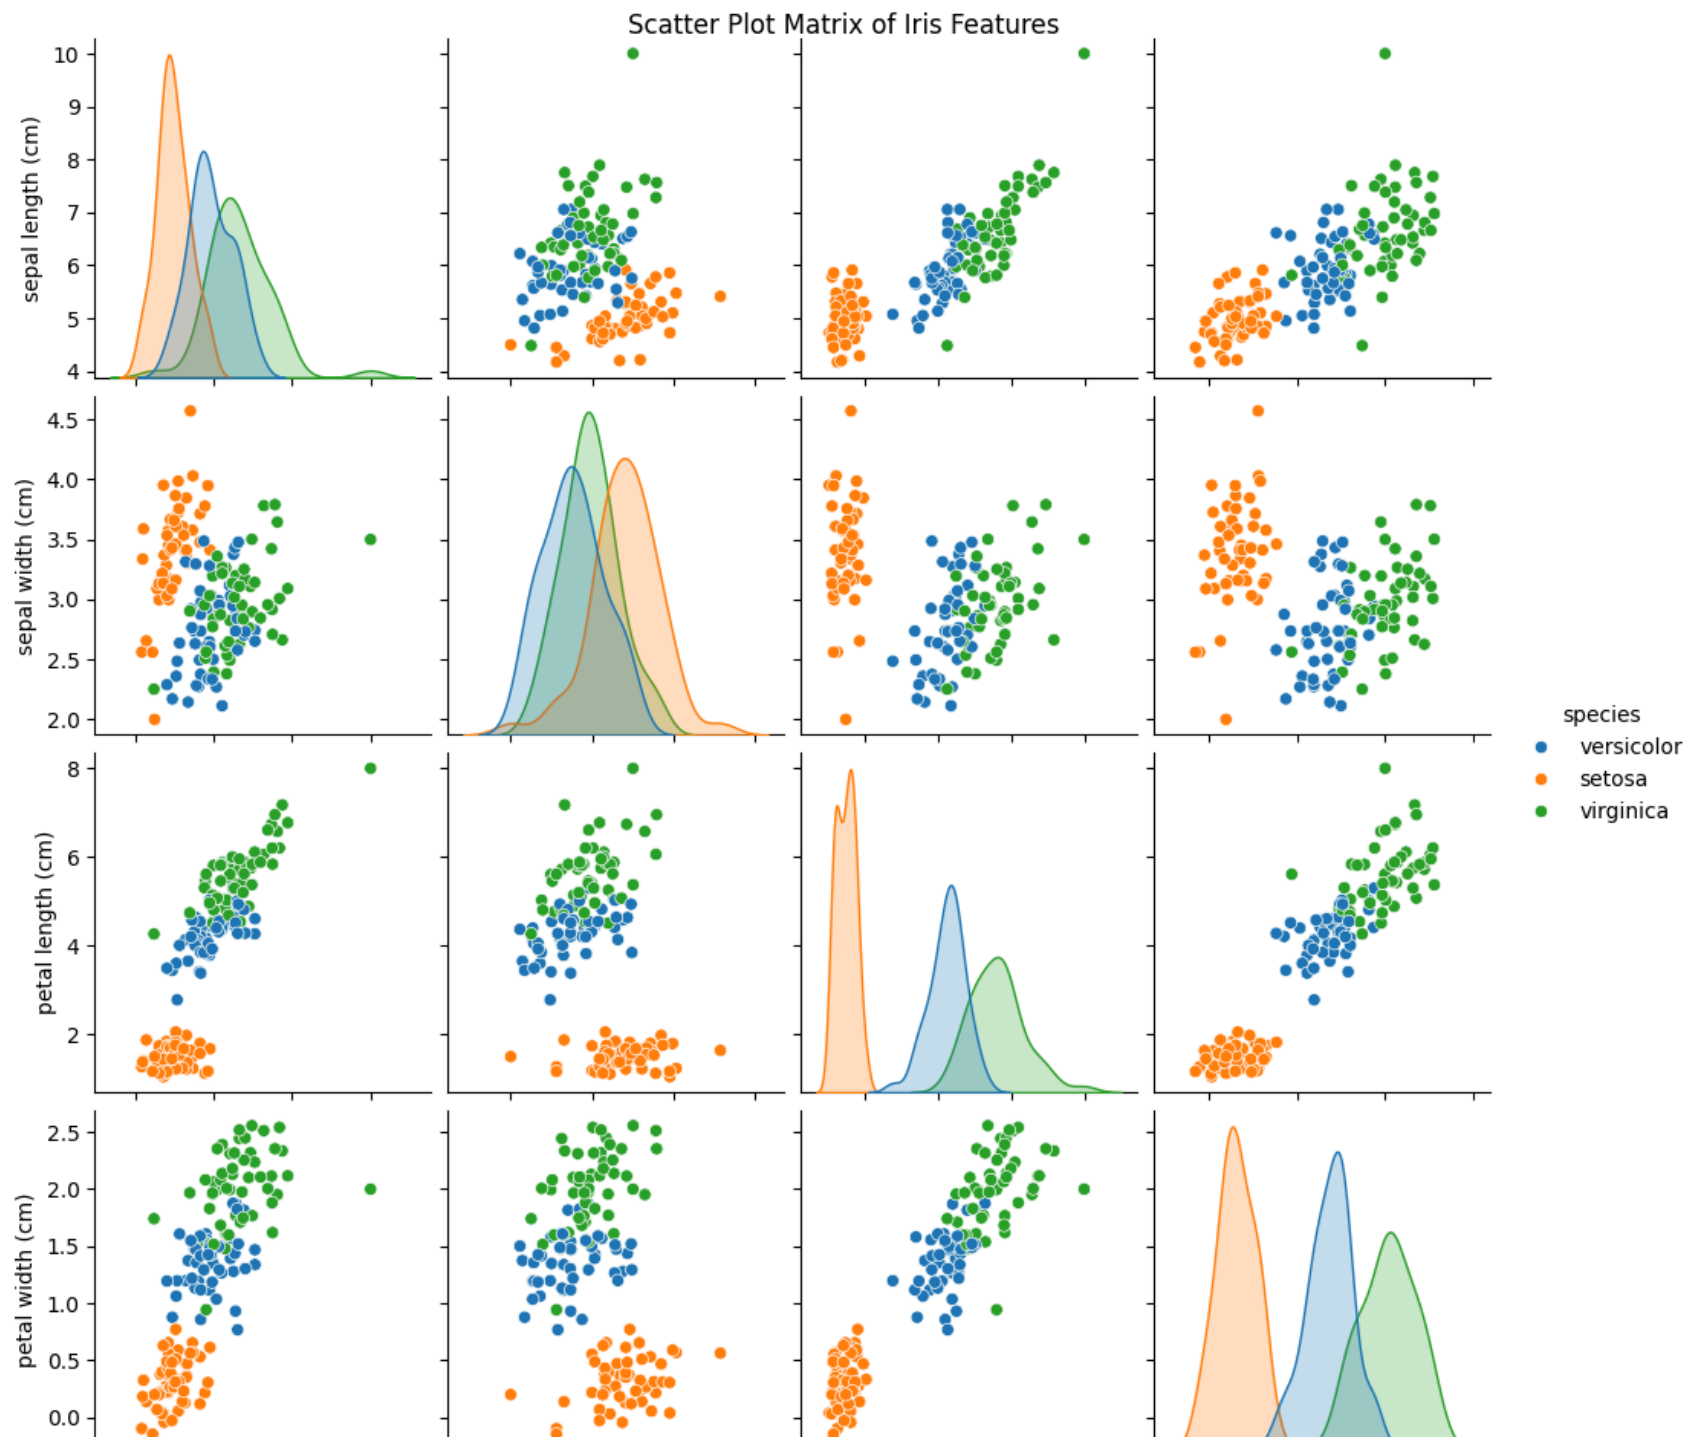 Scatter Plot Matrix of Iris Features
10
9
8
7
6
5
4
sepal length (cm)
4.5
4.0
3.5
3.0
2.5
2.0
sepal width (cm)
8
6
4
2
petal length (cm)
2.5
2.0
1.5
1.0
0.5
0.0
petal width (cm)
species
versicolor
setosa
virginica